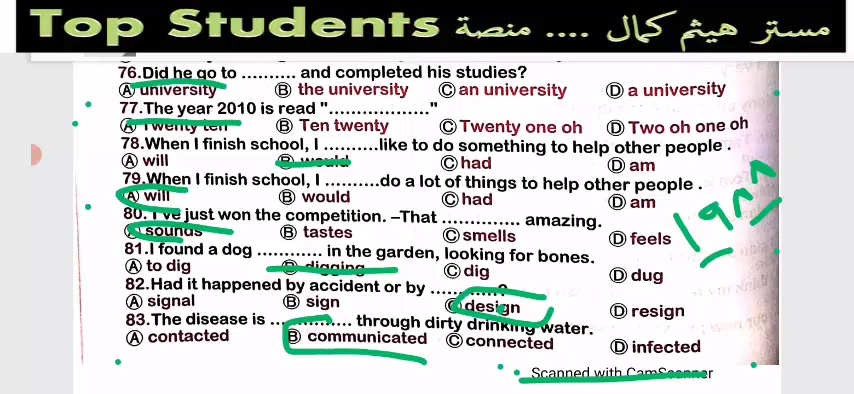 Top Students مستر هيثم كمال .... منصة
76.Did he go to .......... and completed his studies?
Ⓐ university Ⓑ the university Ⓒ an university Ⓓ a university
77.The year 2010 is read "..................."
Ⓐ Twenty ten Ⓑ Ten twenty Ⓒ Twenty one oh Ⓓ Two oh one oh
78.When I finish school, I ..........like to do something to help other people .
Ⓐ will Ⓑ would Ⓒ had Ⓓ am
79.When I finish school, I ..........do a lot of things to help other people .
Ⓐ will Ⓑ would Ⓒ had Ⓓ am
80. I've just won the competition. –That .............. amazing.
Ⓐ sounds Ⓑ tastes Ⓒ smells Ⓓ feels
١٩٨٨
81.I found a dog ............ in the garden, looking for bones.
Ⓐ to dig Ⓑ digging Ⓒ dig Ⓓ dug
82.Had it happened by accident or by ............?
Ⓐ signal Ⓑ sign Ⓒ design Ⓓ resign
83.The disease is .............. through dirty drinking water.
Ⓐ contacted Ⓑ communicated Ⓒ connected Ⓓ infected
Scanned with CamScanner